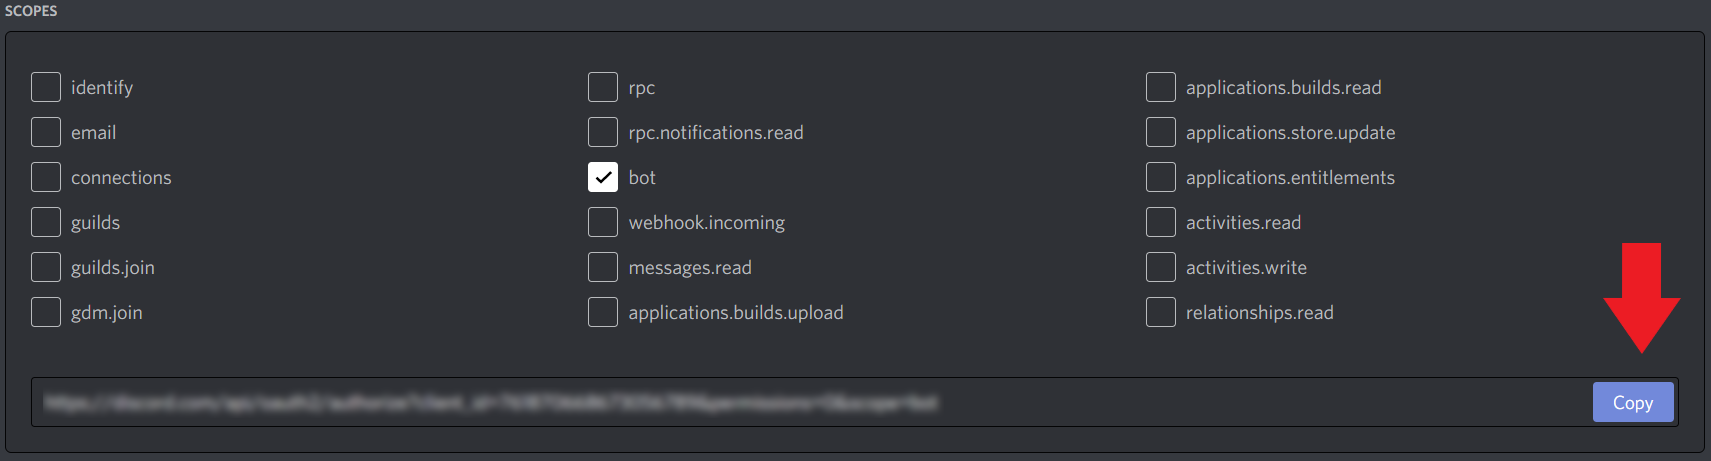 SCOPES
identify
rpc
applications.builds.read
email
rpc.notifications.read
applications.store.update
connections
bot
applications.entitlements
guilds
webhook.incoming
activities.read
guilds.join
messages.read
activities.write
gdm.join
applications.builds.upload
relationships.read
Copy